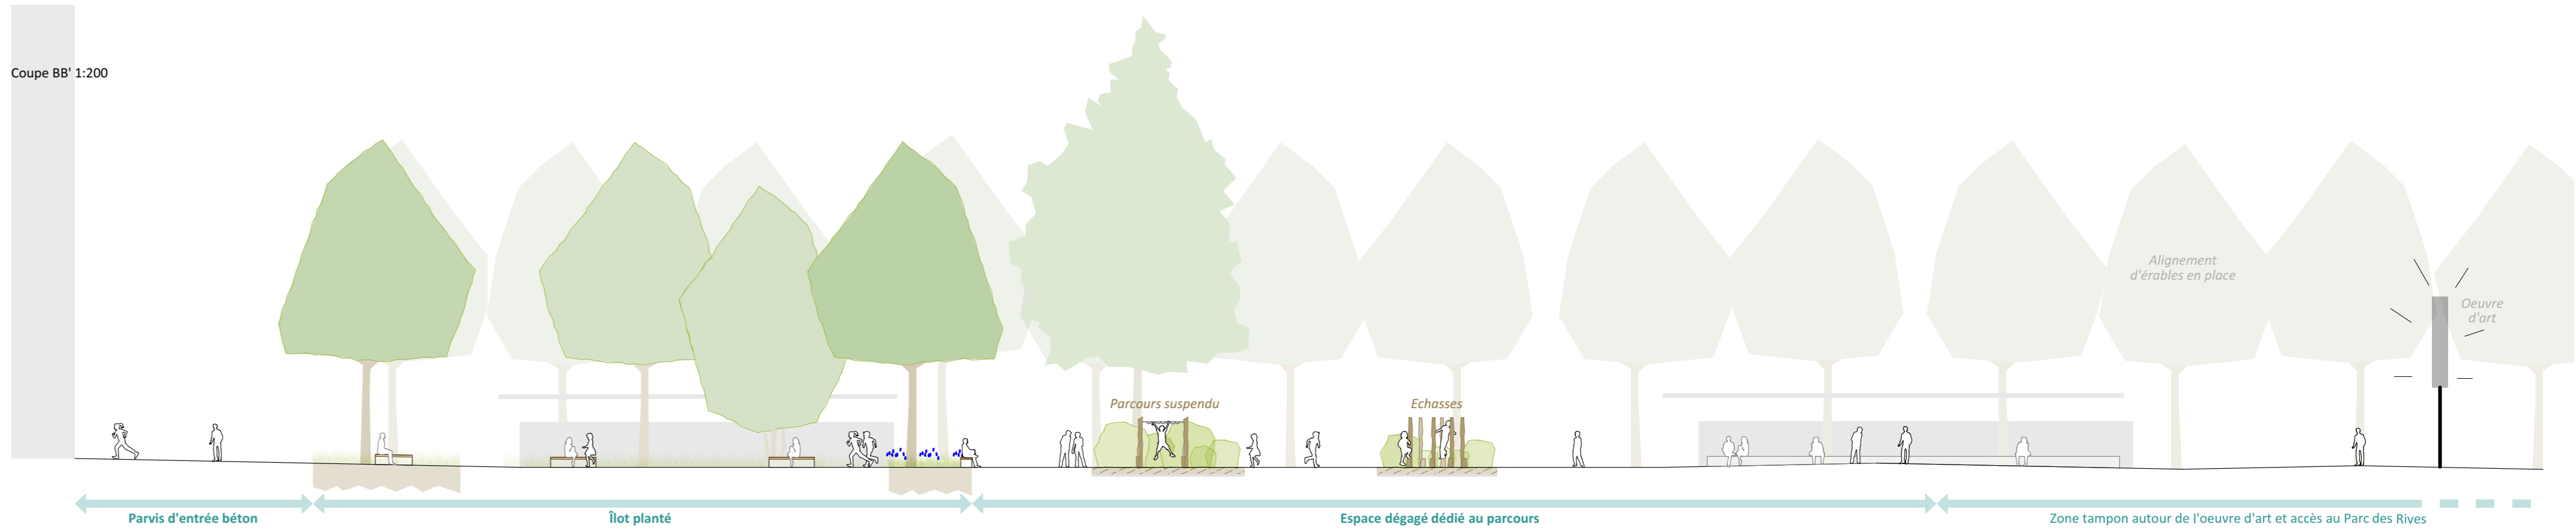 Coupe BB' 1:200
Alignement
d'érables en place
Oeuvre
d'art
Parcours suspendu
Echasses
Parvis d'entrée béton
Îlot planté
Espace dégagé dédié au parcours
Zone tampon autour de l'oeuvre d'art et accès au Parc des Rives